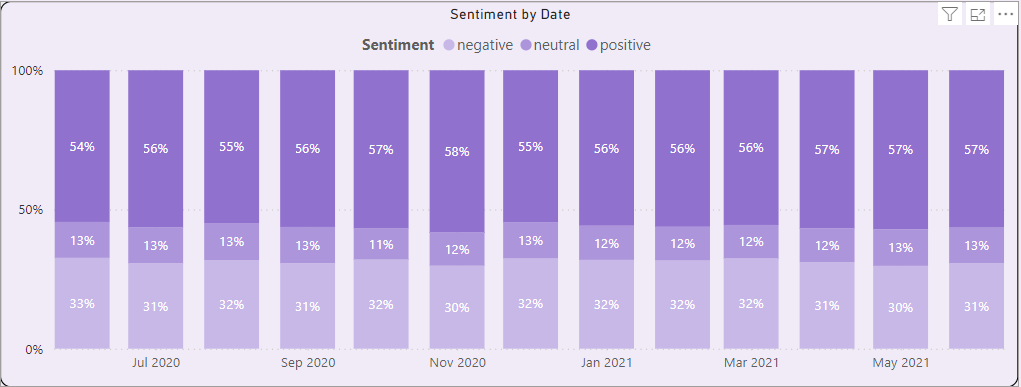 Sentiment by Date
Sentiment negative neutral positive
100%
54% 56% 55% 56% 57% 58% 55% 56% 56% 56% 57% 57% 57%
50%
13% 13% 13% 13% 11% 12% 13% 12% 12% 12% 12% 13% 13%
33% 31% 32% 31% 32% 30% 32% 32% 32% 32% 31% 30% 31%
0%
Jul 2020 Sep 2020 Nov 2020 Jan 2021 Mar 2021 May 2021